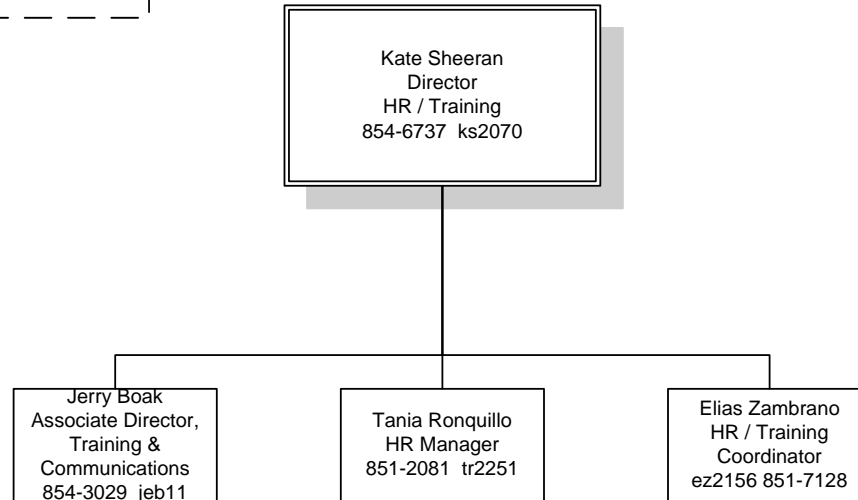 Kate Sheeran
Director
HR / Training
854-6737 ks2070
Jerry Boak
Associate Director,
Training &
Communications
854-3029 jeb11
Tania Ronquillo
HR Manager
851-2081 tr2251
Elias Zambrano
HR / Training
Coordinator
ez2156 851-7128